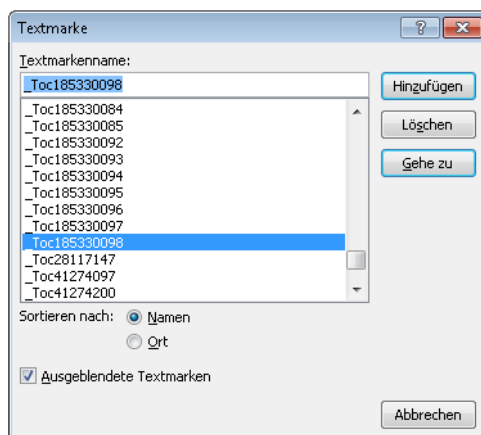 Textmarke
Textmarkenname:
_Toc185330098
Hinzufügen
_Toc185330084
_Toc185330085
_Toc185330092
_Toc185330093
_Toc185330094
_Toc185330095
_Toc185330096
_Toc185330097
_Toc185330098
_Toc28117147
_Toc41274097
_Toc41274200
Löschen
Gehe zu
Sortieren nach:
Namen
Ort
Ausgeblendete Textmarken
Abbrechen